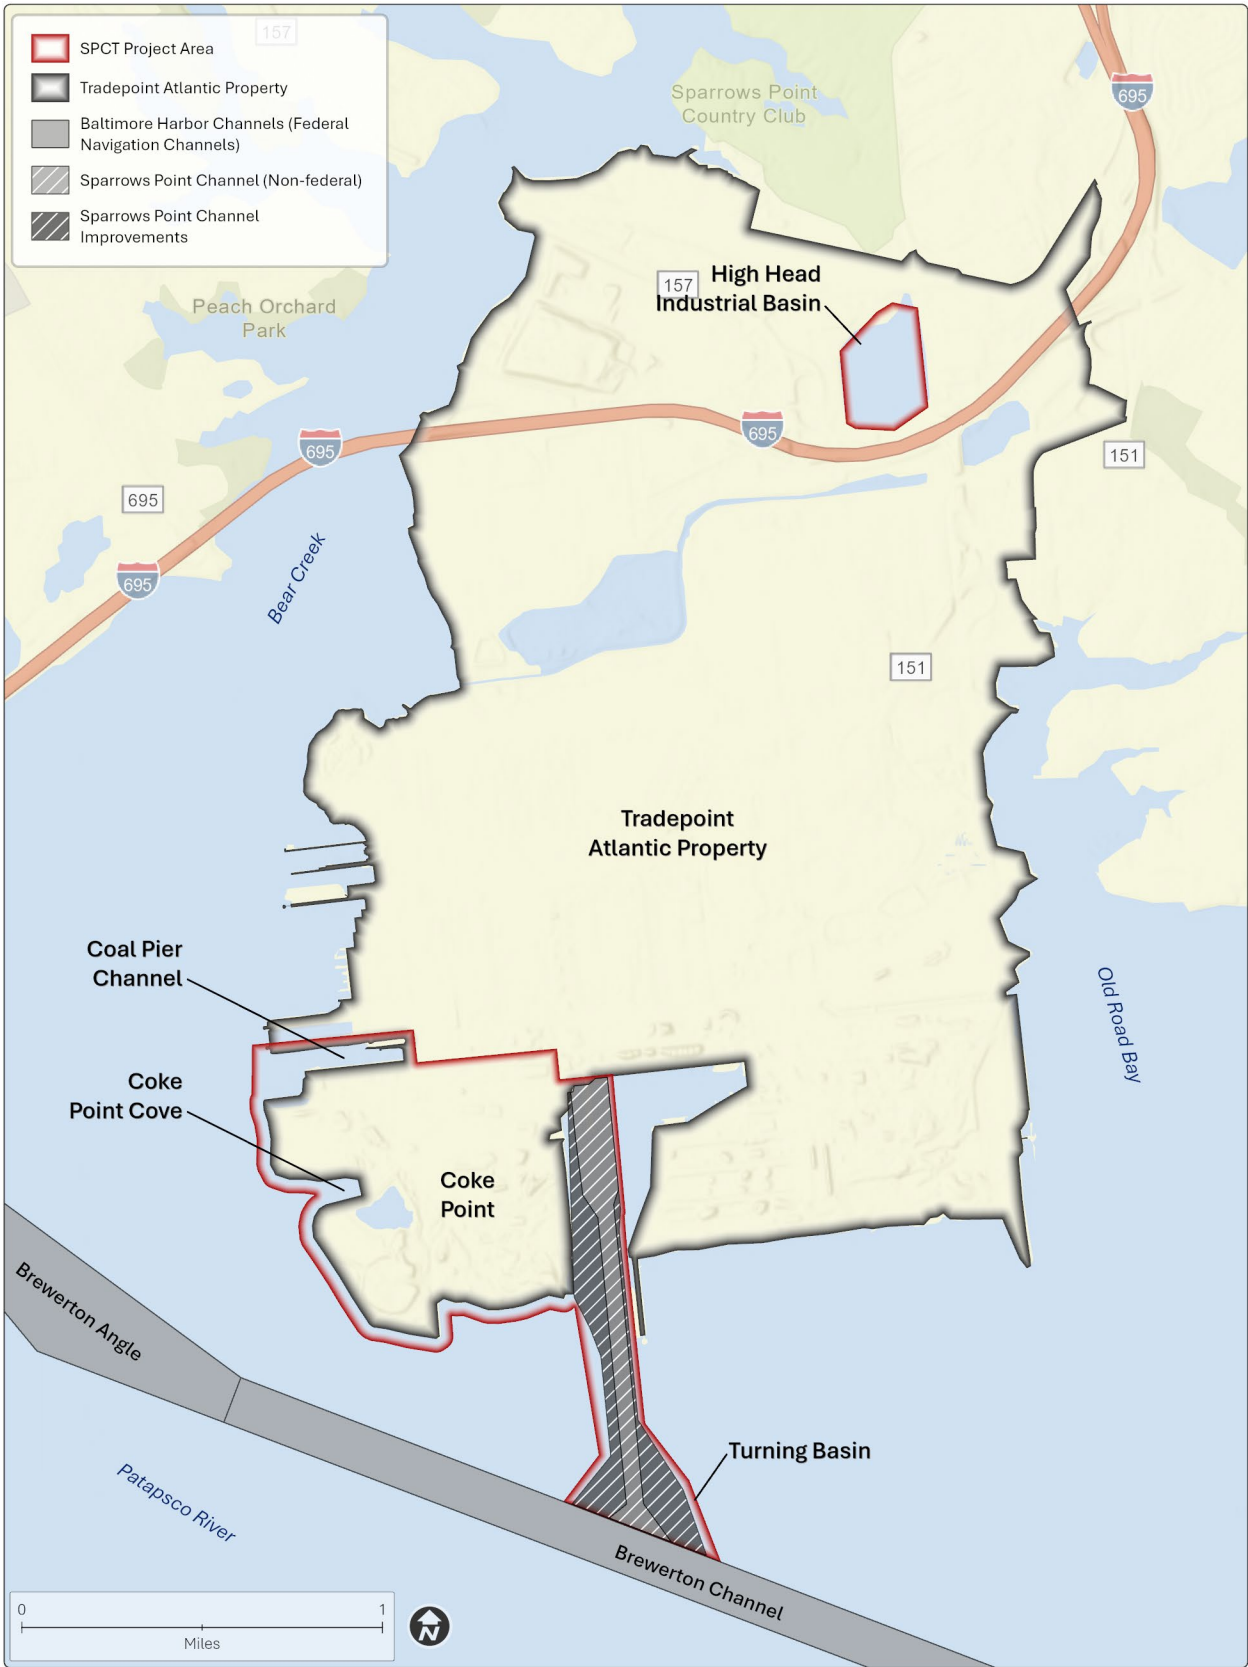 157
SPCT Project Area
Tradepoint Atlantic Property
Baltimore Harbor Channels (Federal
Navigation Channels)
Sparrows Point Channel (Non-federal)
Sparrows Point Channel
Improvements
Sparrows Point
Country Club
695
Peach Orchard
Park
157
High Head
Industrial Basin
695
695
151
695
695
Bear Creek
151
Tradepoint
Atlantic Property
Coal Pier
Channel
Old Road Bay
Coke
Point Cove
Coke
Point
Brewerton Angle
Turning Basin
Patapsco River
Brewerton Channel
0 1
Miles
N